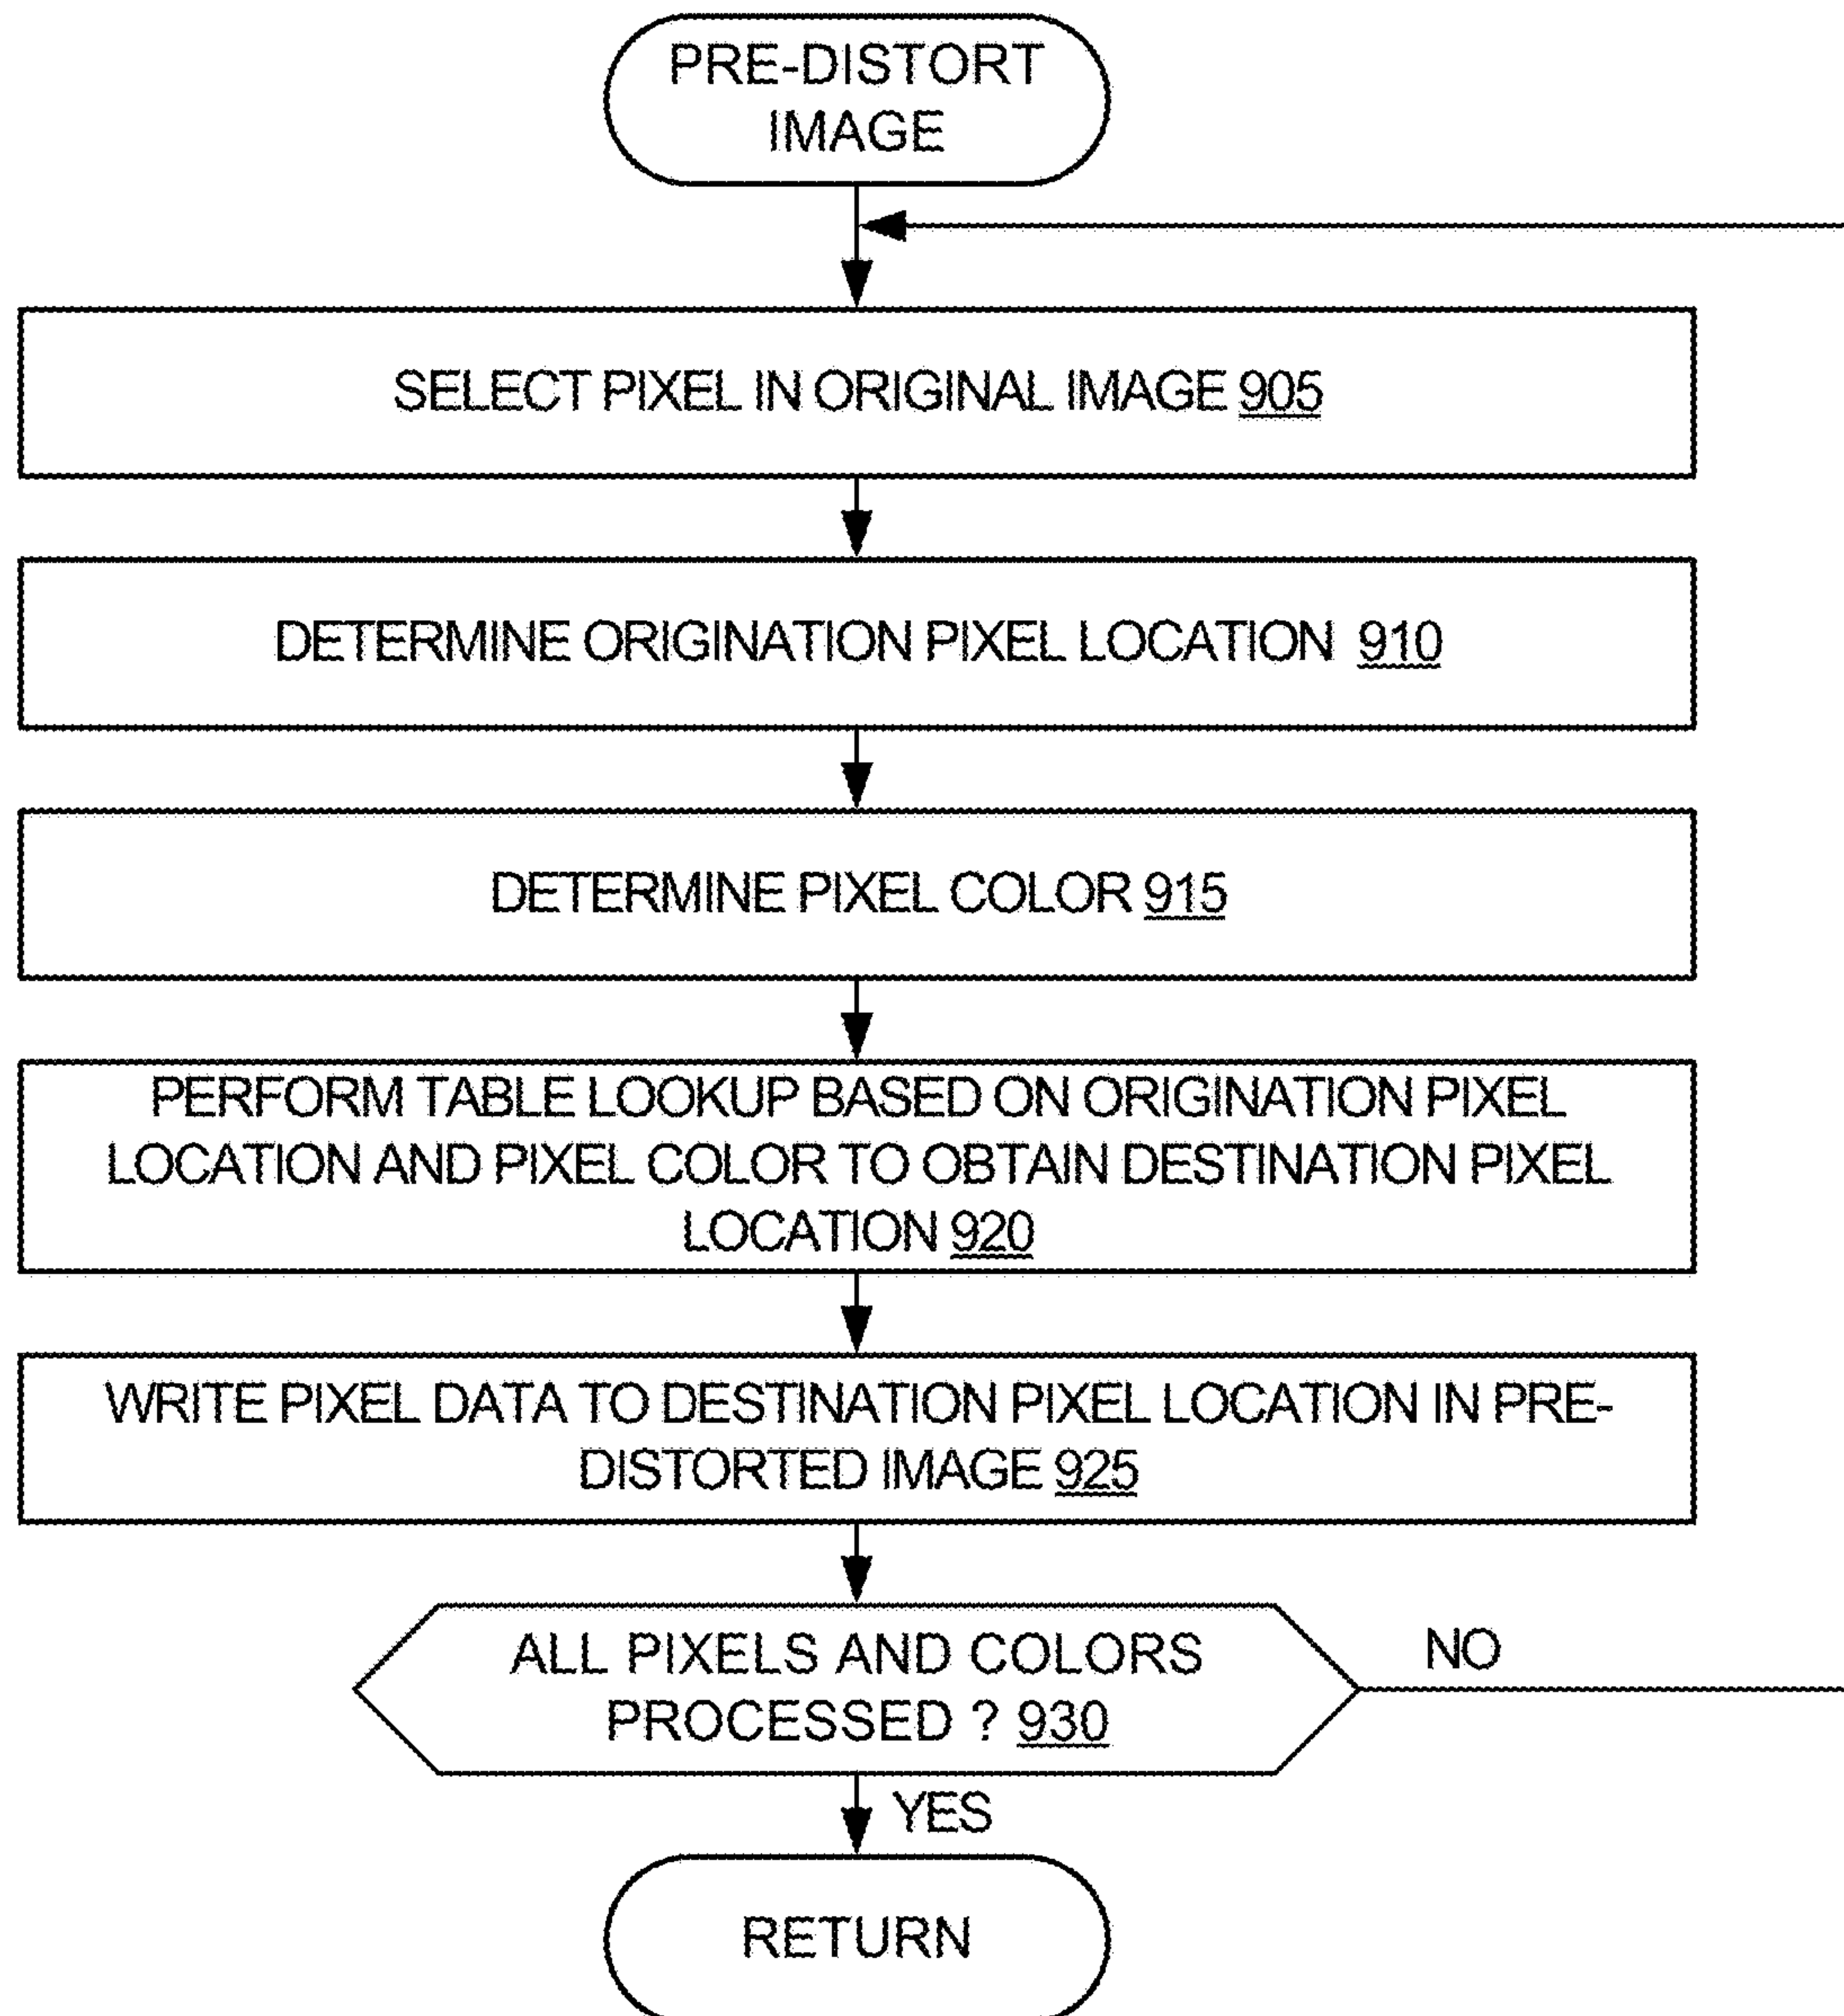 PRE-DISTORT
IMAGE
SELECT PIXEL IN ORIGINAL IMAGE 905
DETERMINE ORIGINATION PIXEL LOCATION 910
DETERMINE PIXEL COLOR 915
PERFORM TABLE LOOKUP BASED ON ORIGINATION PIXEL
LOCATION AND PIXEL COLOR TO OBTAIN DESTINATION PIXEL
LOCATION 920
WRITE PIXEL DATA TO DESTINATION PIXEL LOCATION IN PRE-
DISTORTED IMAGE 925
ALL PIXELS AND COLORS
PROCESSED ? 930
NO
YES
RETURN